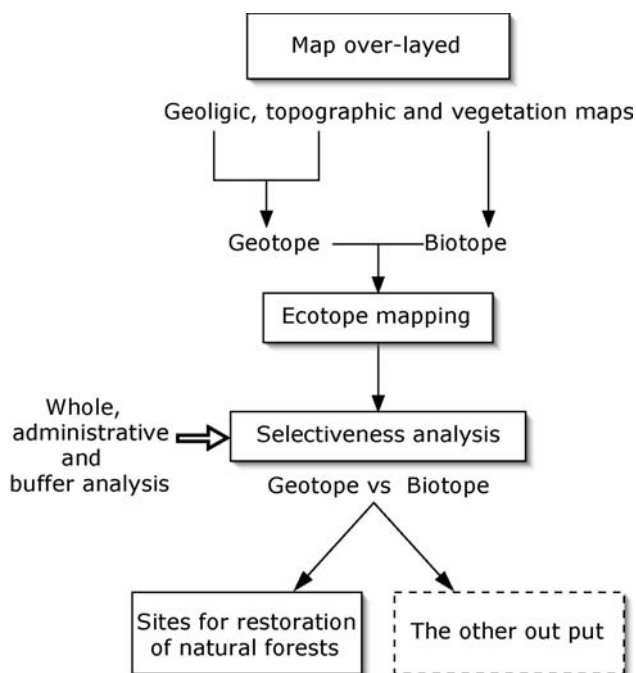 Map over-layed
Geoligic, topographic and vegetation maps
Geotope
Biotope
Ecotope mapping
Whole,
administrative
and
buffer analysis
Selectiveness analysis
Geotope vs Biotope
Sites for restoration
of natural forests
The other out put